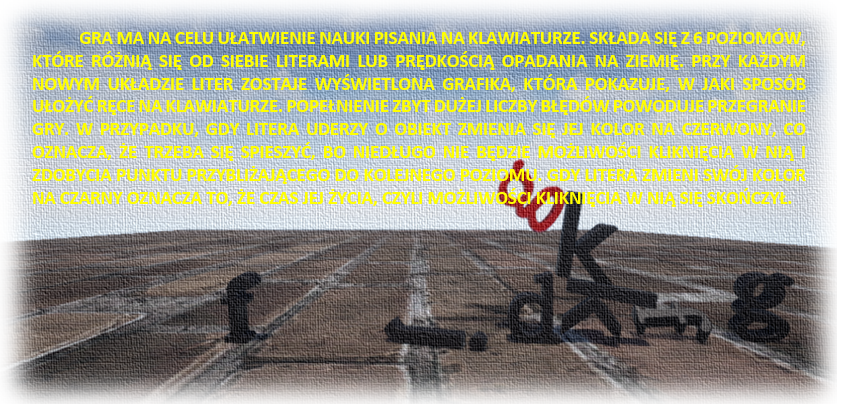 GRA MA NA CELU UŁATWIENIE NAUKI PISANIA NA KLAWIATURZE. SKŁADA SIĘ Z 6 POZIOMÓW,
KTÓRE RÓŻNIĄ SIĘ OD SIEBIE LITERAMI LUB PRĘDKOŚCIĄ OPADANIA NA ZIEMIĘ. PRZY KAŻDYM
NOWYM UKŁADZIE LITER ZOSTAJE WYŚWIETLONA GRAFIKA, KTÓRA POKAZUJE, W JAKI SPOSÓB
UŁOŻYĆ RĘCE NA KLAWIATURZE. POPEŁNIENIE ZBYT DUŻEJ LICZBY BŁĘDÓW POWODUJE PRZEGRANIE
GRY. W PRZYPADKU, GDY LITERA UDERZY O OBIEKT ZMIENIA SIĘ JEJ KOLOR NA CZERWONY, CO
OZNACZA, ŻE TRZEBA SIĘ SPIESZYĆ, BO NIEDŁUGO NIE BĘDZIE MOŻLIWOŚCI KLIKNIĘCIA W NIĄ I
ZDOBYCIA PUNKTU PRZYBLIŻAJĄCEGO DO KOLEJNEGO POZIOMU. GDY LITERA ZMIENI SWÓJ KOLOR
NA CZARNY OZNACZA TO, ŻE CZAS JEJ ŻYCIA, CZYLI MOŻLIWOŚCI KLIKNIĘCIA W NIĄ SIĘ SKOŃCZYŁ.
k
f d g